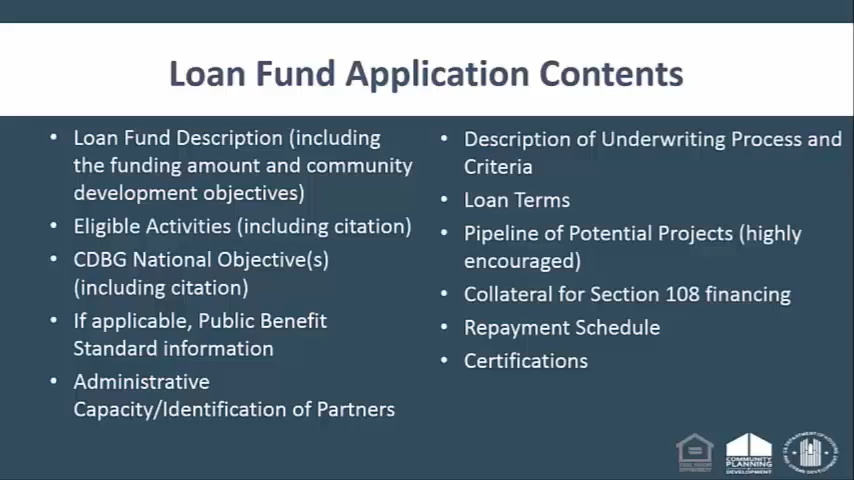 Loan Fund Application Contents
• Loan Fund Description (including
the funding amount and community
development objectives)
• Eligible Activities (including citation)
• CDBG National Objective(s)
(including citation)
• If applicable, Public Benefit
Standard information
• Administrative
Capacity/Identification of Partners
• Description of Underwriting Process and
Criteria
• Loan Terms
• Pipeline of Potential Projects (highly
encouraged)
• Collateral for Section 108 financing
• Repayment Schedule
• Certifications
COMMUNITY
PLANNING
DEVELOPMENT